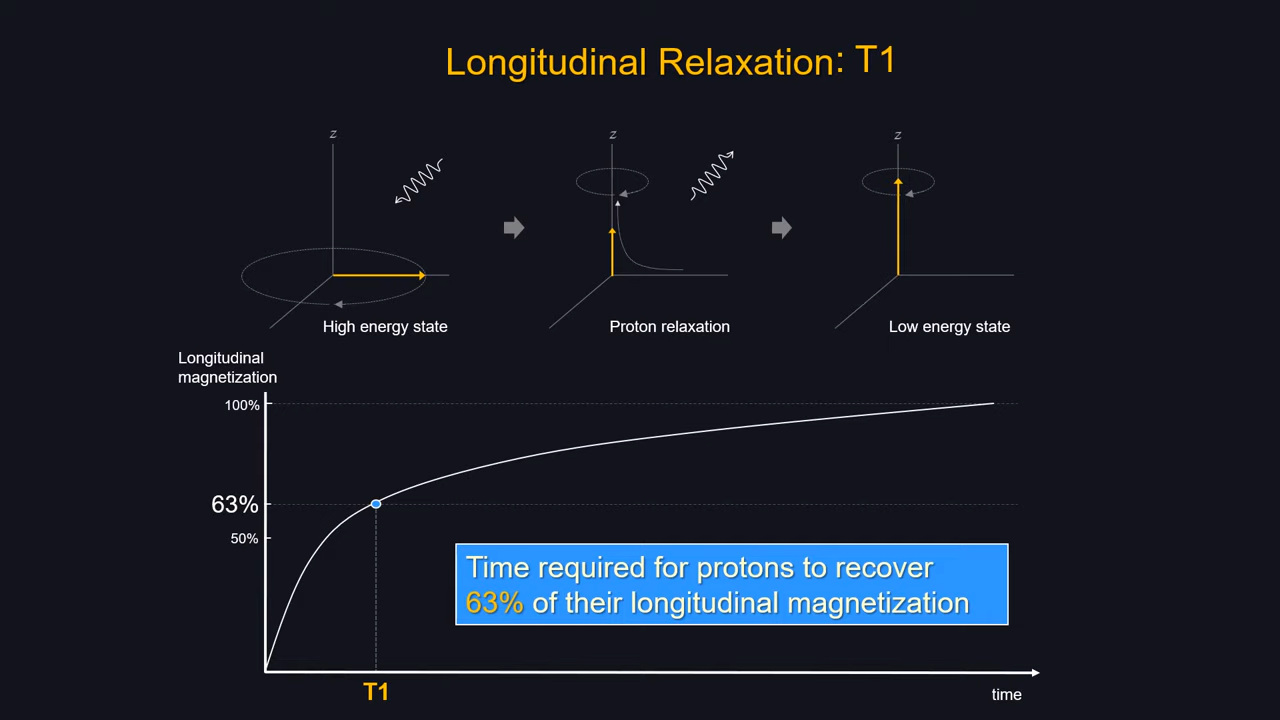 Longitudinal Relaxation: T1
z
z
z
High energy state
Proton relaxation
Low energy state
Longitudinal
magnetization
100%
63%
50%
Time required for protons to recover
63% of their longitudinal magnetization
T1
time